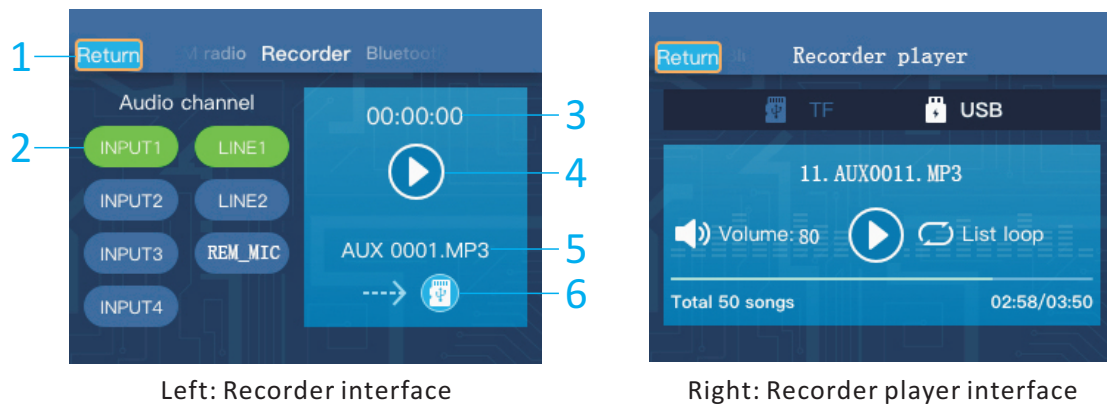 1 Return M radio Recorder Bluetoot
Audio channel
2 INPUT1 LINE1
INPUT2 LINE2
INPUT3 REM_MIC
INPUT4
00:00:00 3
4
AUX 0001.MP3 5
6
Left: Recorder interface
Return Recorder player
TF USB
11. AUX0011. MP3
Volume: 80 List loop
Total 50 songs 02:58/03:50
Right: Recorder player interface